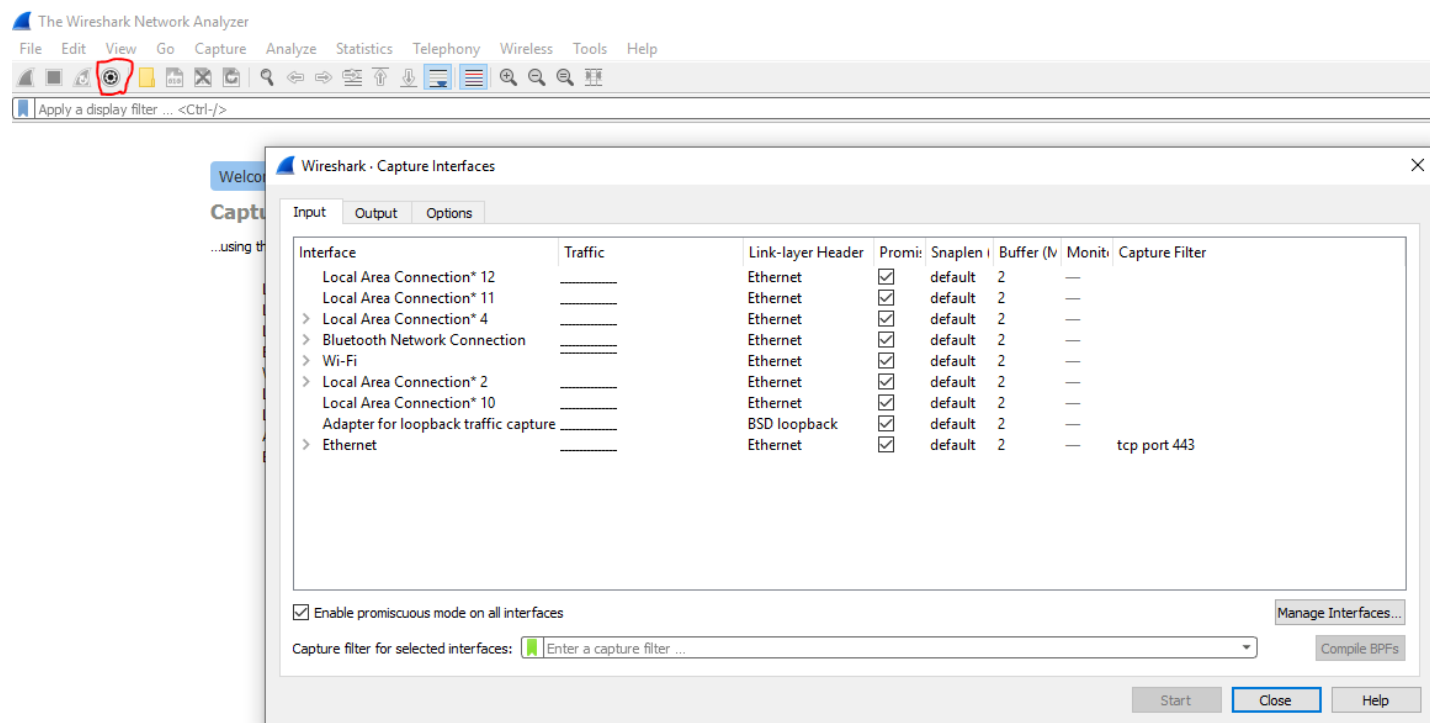 The Wireshark Network Analyzer
File Edit View Go Capture Analyze Statistics Telephony Wireless Tools Help
Apply a display filter ... <Ctrl-/>
Wireshark · Capture Interfaces
Welco
Captu
...using th
Input Output Options
Interface Traffic Link-layer Header Promi: Snaplen ( Buffer (M Monit Capture Filter
Local Area Connection* 12 Ethernet default 2 —
Local Area Connection* 11 Ethernet default 2 —
Local Area Connection* 4 Ethernet default 2 —
Bluetooth Network Connection Ethernet default 2 —
Wi-Fi Ethernet default 2 —
Local Area Connection* 2 Ethernet default 2 —
Local Area Connection* 10 Ethernet default 2 —
Adapter for loopback traffic capture BSD loopback default 2 —
Ethernet Ethernet default 2 — tcp port 443
Enable promiscuous mode on all interfaces
Manage Interfaces...
Capture filter for selected interfaces: Enter a capture filter ... Compile BPFs
Start Close Help